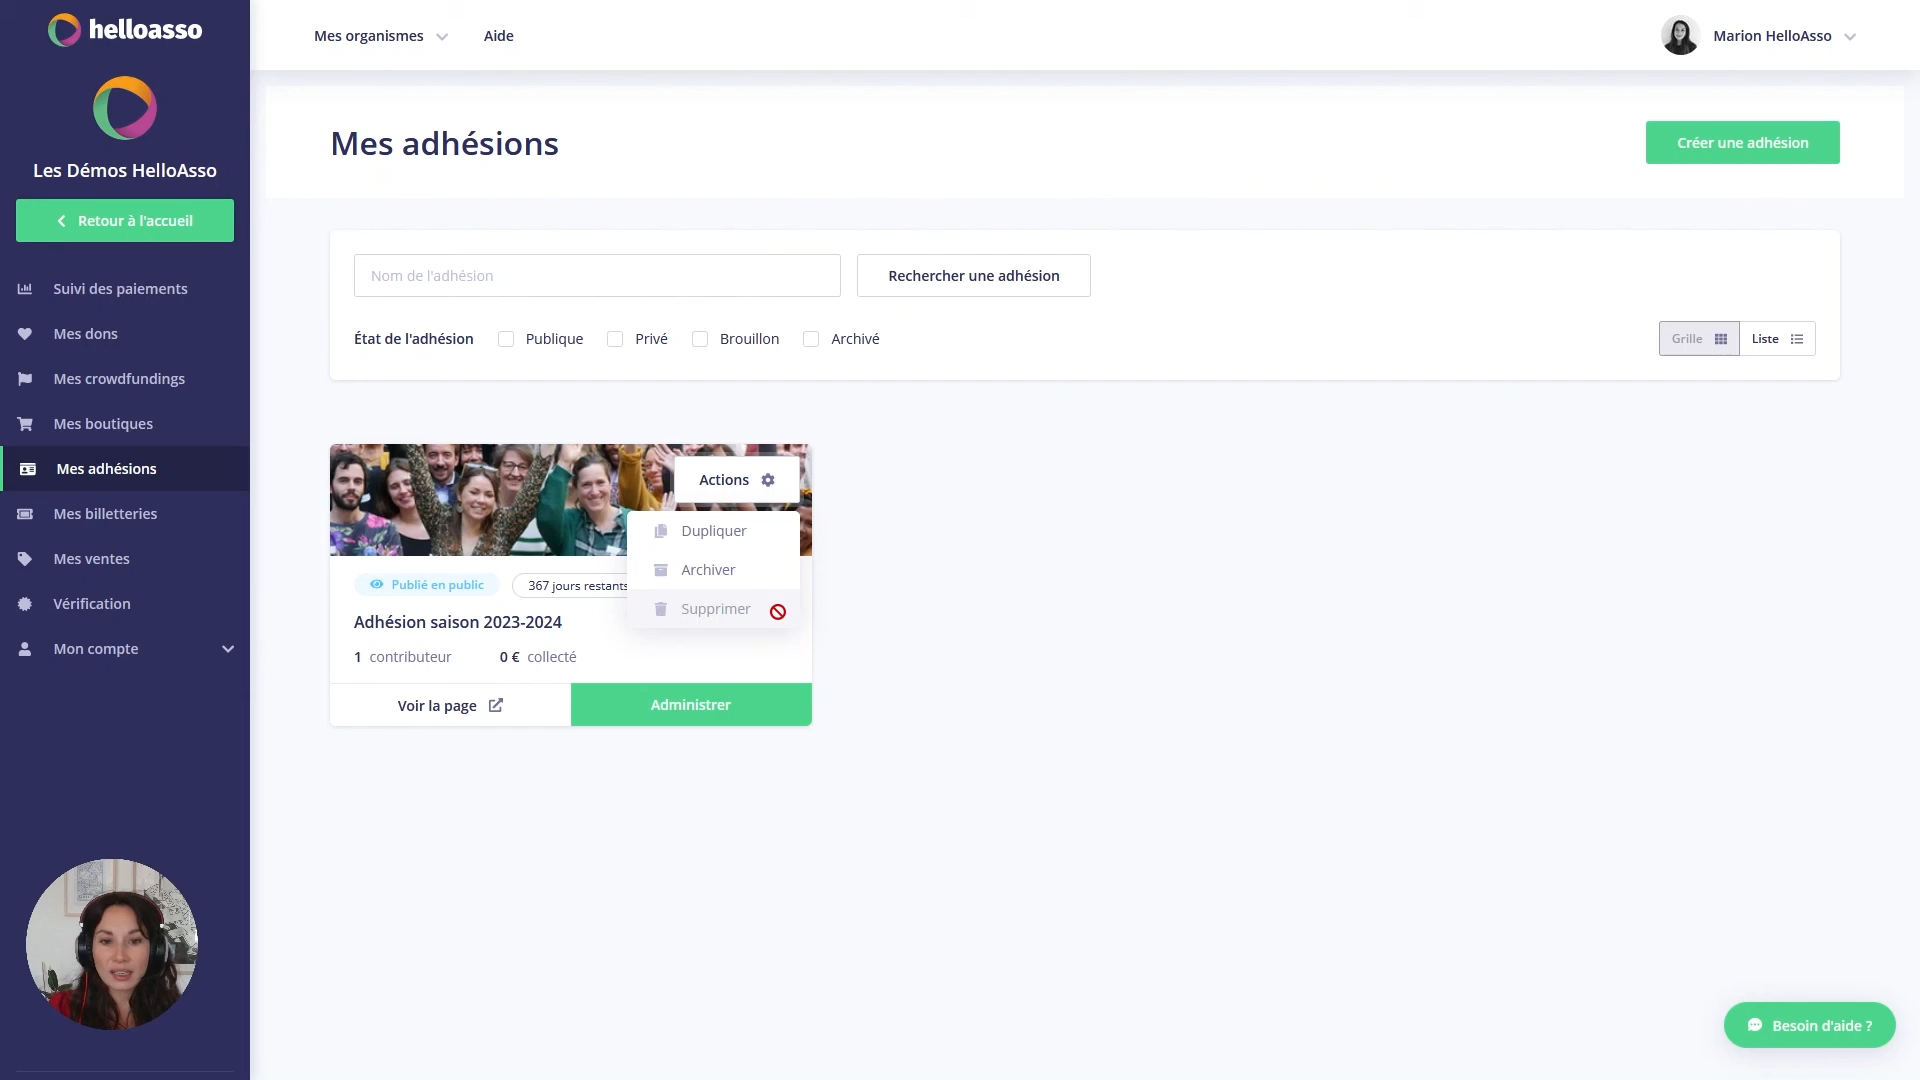 helloasso
Mes organismes
Aide
Marion HelloAsso
Les Démos HelloAsso
Retour à l'accueil
Suivi des paiements
Mes dons
Mes crowdfundings
Mes boutiques
Mes adhésions
Mes billetteries
Mes ventes
Vérification
Mon compte
Mes adhésions
Créer une adhésion
Nom de l'adhésion
Rechercher une adhésion
État de l'adhésion
Publique
Privé
Brouillon
Archivé
Grille
Liste
Actions
Dupliquer
Archiver
Supprimer
Publié en public
367 jours restants
Adhésion saison 2023-2024
1 contributeur
0 € collecté
Voir la page
Administrer
Besoin d'aide ?